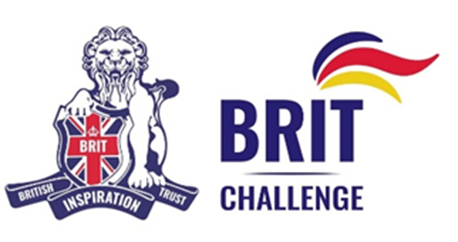 BRIT
BRITISH INSPIRATION TRUST
BRIT
CHALLENGE